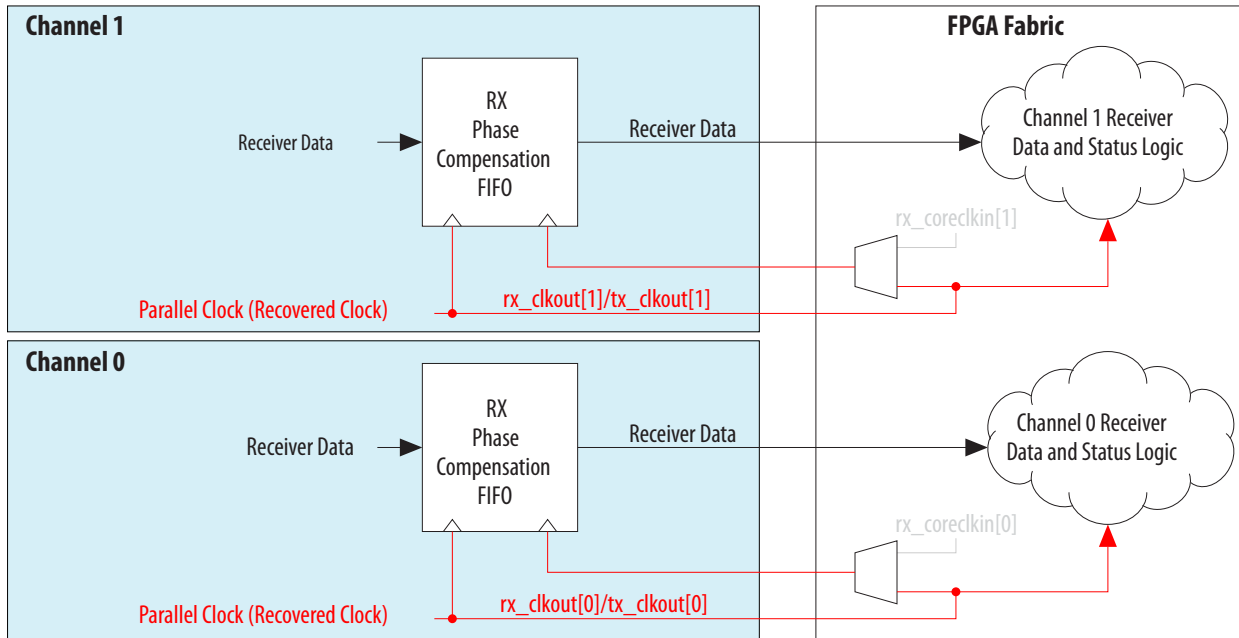 Channel 1
FPGA Fabric
RX
Phase
Compensation
FIFO
Receiver Data
Receiver Data
Channel 1 Receiver
Data and Status Logic
rx_coreclkin[1]
rx_clkout[1]/tx_clkout[1]
Parallel Clock (Recovered Clock)
Channel 0
RX
Phase
Compensation
FIFO
Receiver Data
Receiver Data
Channel 0 Receiver
Data and Status Logic
rx_coreclkin[0]
rx_clkout[0]/tx_clkout[0]
Parallel Clock (Recovered Clock)